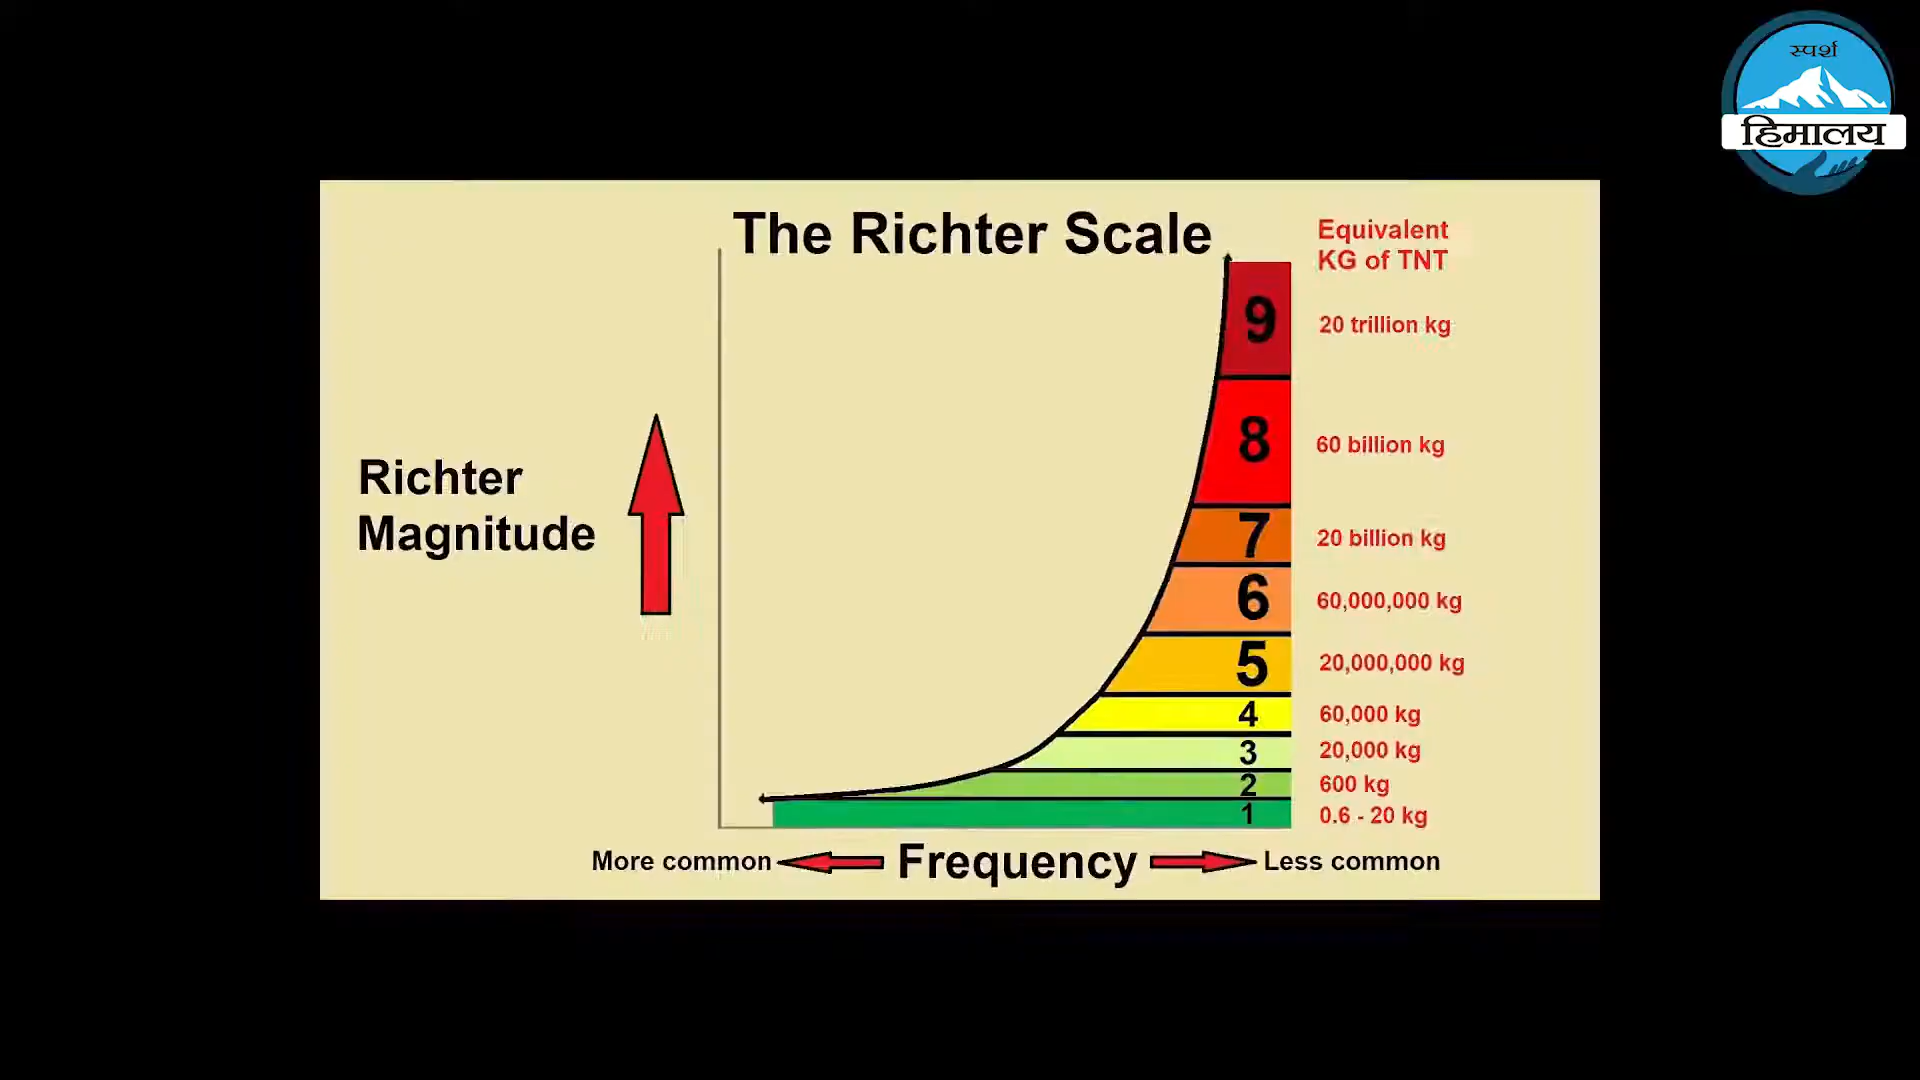 स्पर्श
हिमालय
The Richter Scale
Equivalent
KG of TNT
9 20 trillion kg
8 60 billion kg
Richter
Magnitude
7 20 billion kg
6 60,000,000 kg
5 20,000,000 kg
4 60,000 kg
3 20,000 kg
2 600 kg
1 0.6 - 20 kg
More common Frequency Less common